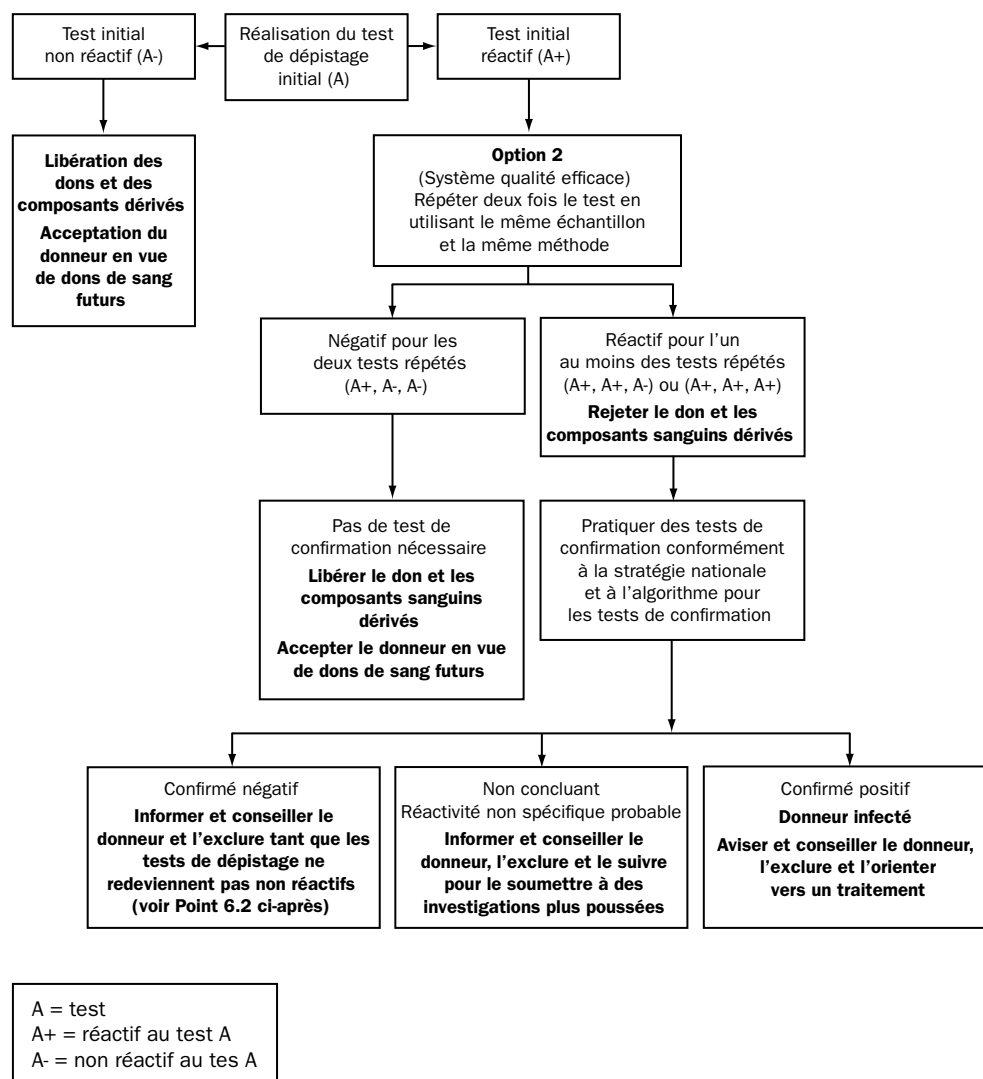 Test initial
non réactif (A-)
Réalisation du test
de dépistage
initial (A)
Test initial
réactif (A+)
Libération des
dons et des
composants dérivés
Acceptation du
donneur en vue
de dons de sang
futurs
Option 2
(Système qualité efficace)
Répéter deux fois le test en
utilisant le même échantillon
et la même méthode
Négatif pour les
deux tests répétés
(A+, A-, A-)
Réactif pour l'un
au moins des tests répétés
(A+, A+, A-) ou (A+, A+, A+)
Rejeter le don et les
composants sanguins dérivés
Pas de test de
confirmation nécessaire
Libérer le don et les
composants sanguins
dérivés
Accepter le donneur en vue
de dons de sang futurs
Pratiquer des tests de
confirmation conformément
à la stratégie nationale
et à l'algorithme pour
les tests de confirmation
Confirmé négatif
Informer et conseiller le
donneur et l'exclure tant que les
tests de dépistage ne
redeviennent pas non réactifs
(voir Point 6.2 ci-après)
Non concluant
Réactivité non spécifique probable
Informer et conseiller le
donneur, l'exclure et le suivre
pour le soumettre à des
investigations plus poussées
Confirmé positif
Donneur infecté
Aviser et conseiller le donneur,
l'exclure et l'orienter
vers un traitement
A = test
A+ = réactif au test A
A- = non réactif au tes A